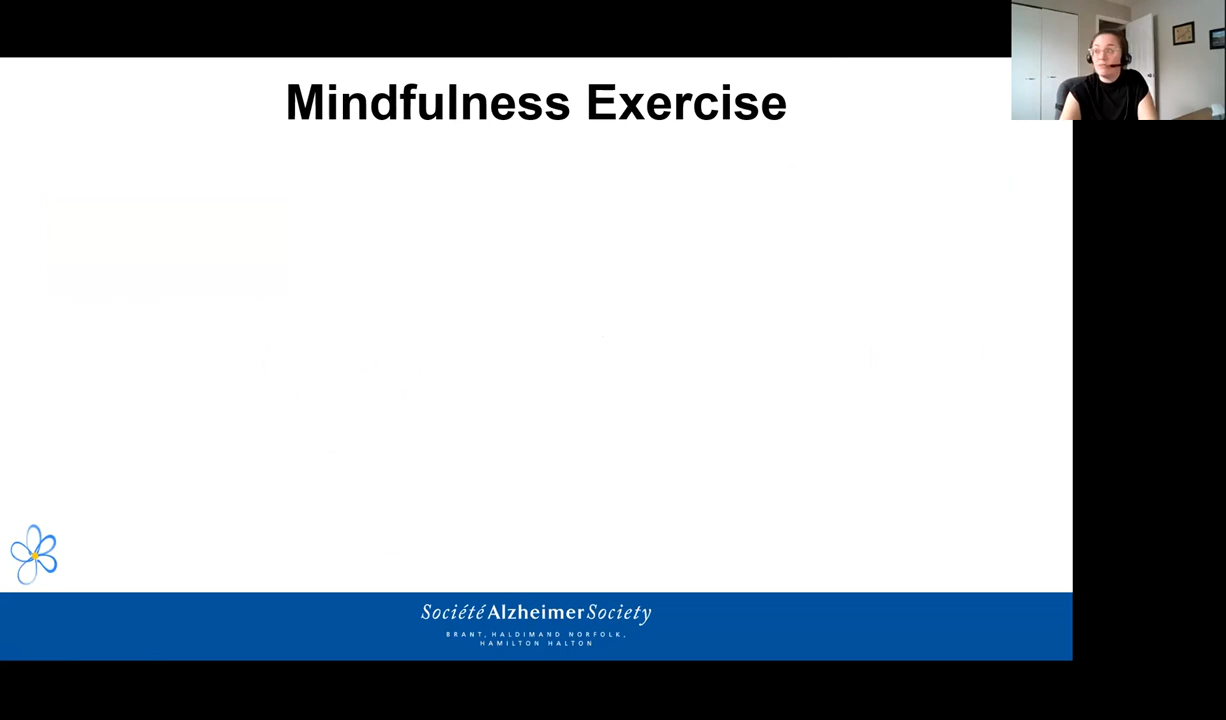 Mindfulness Exercise
Société Alzheimer Society
BRANT, HALDIMAND NORFOLK,
HAMILTON HALTON